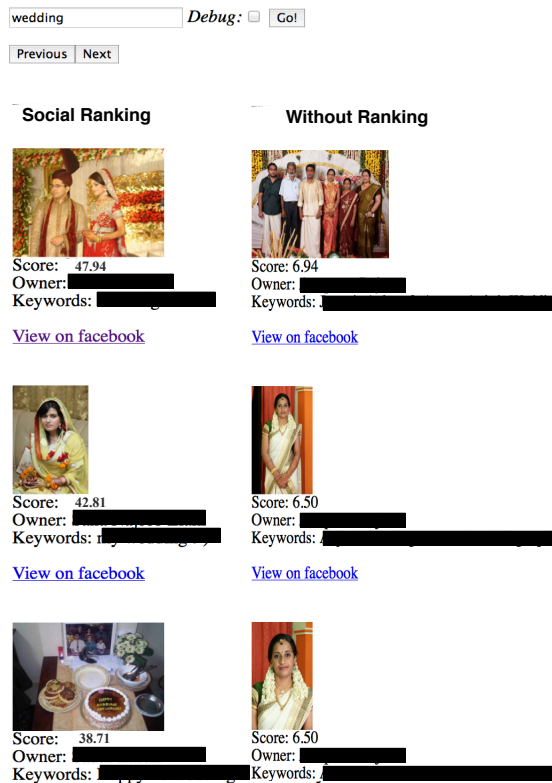 wedding Debug: Go!
Previous Next
Social Ranking
Without Ranking
Score: 47.94
Owner:
Keywords:
View on facebook
Score: 6.94
Owner:
Keywords:
View on facebook
Score: 42.81
Owner:
Keywords:
View on facebook
Score: 6.50
Owner:
Keywords:
View on facebook
Score: 38.71
Owner:
Keywords:
Score: 6.50
Owner:
Keywords: